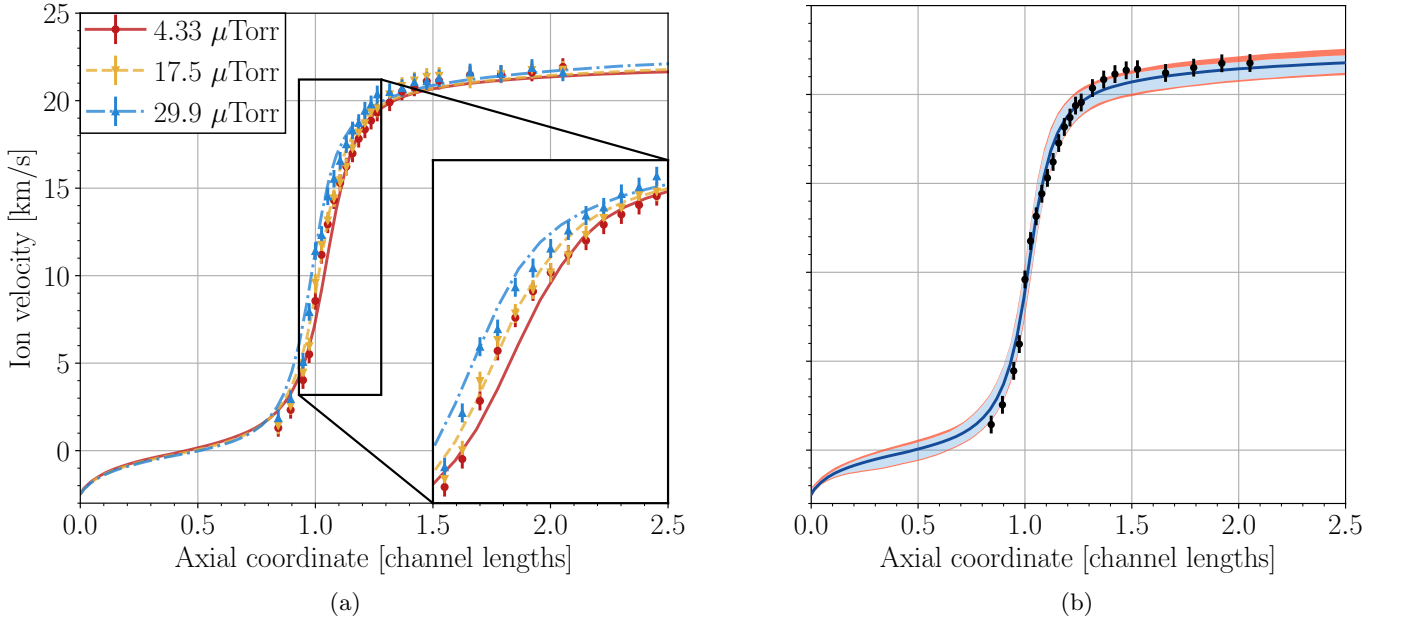 25
20
15
10
5
0
Ion velocity [km/s]
4.33 μTorr
17.5 μTorr
29.9 μTorr
0.0 0.5 1.0 1.5 2.0 2.5
Axial coordinate [channel lengths]
(a)
0.0 0.5 1.0 1.5 2.0 2.5
Axial coordinate [channel lengths]
(b)